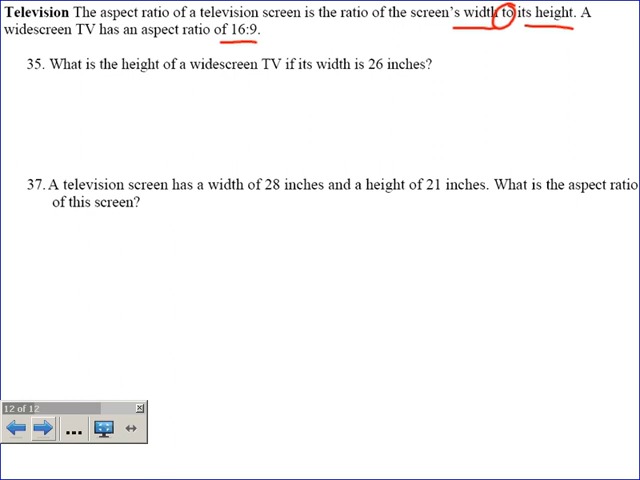 Television The aspect ratio of a television screen is the ratio of the screen's width to its height. A
widescreen TV has an aspect ratio of 16:9.
35. What is the height of a widescreen TV if its width is 26 inches?
37. A television screen has a width of 28 inches and a height of 21 inches. What is the aspect ratio
of this screen?
12 of 12
...